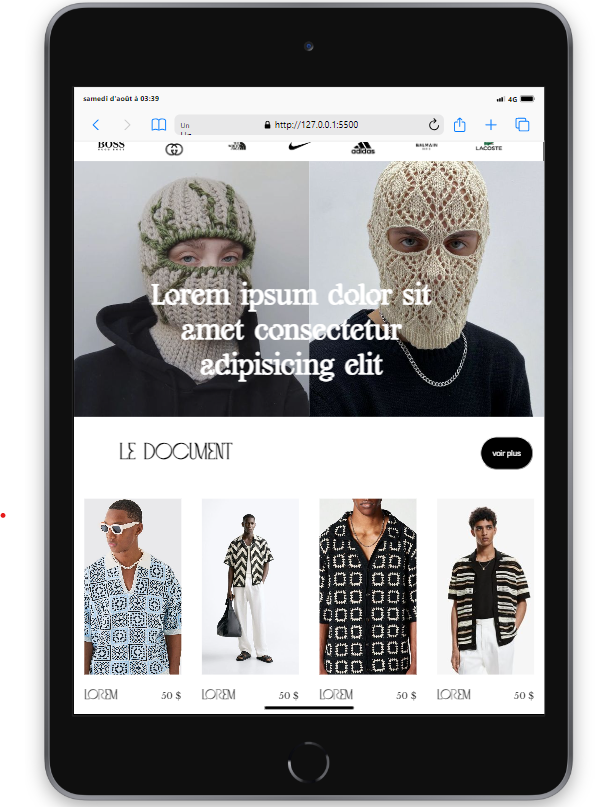 samedi d'août à 03:39
4G
Un
http://127.0.0.1:5500
BOSS
adidas
BALMAIN
LACOSTE
Lorem ipsum dolor sit
amet consectetur
adipisicing elit
LE DOCUMENT
voir plus
LOREM 50 $ LOREM 50 $ LOREM 50 $ LOREM 50 $